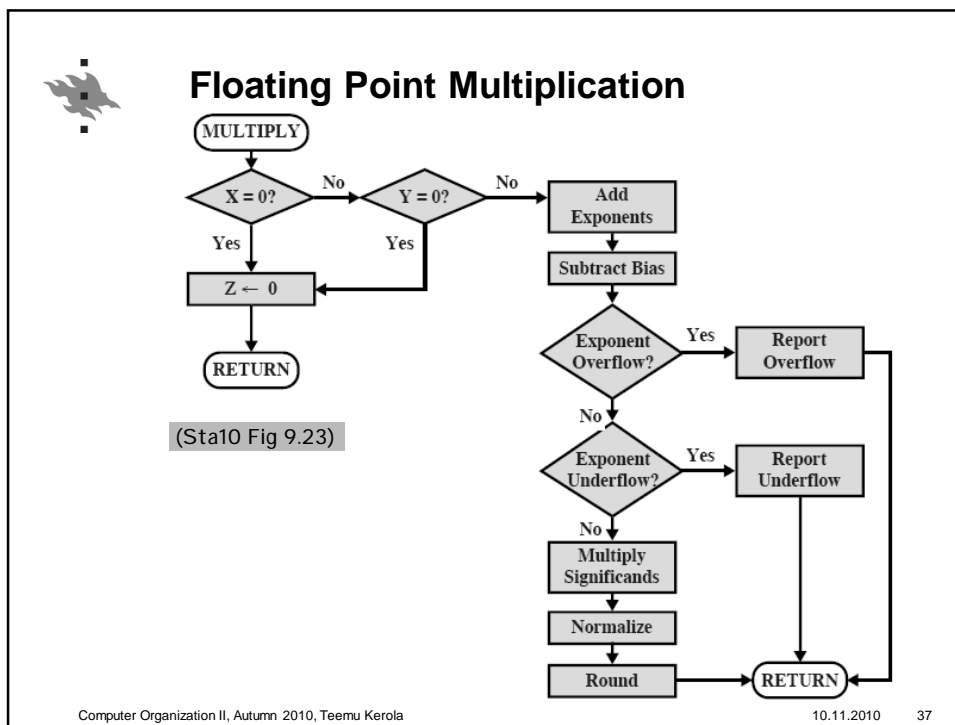 Floating Point Multiplication
MULTIPLY
X = 0?
No
Y = 0?
No
Add
Exponents
Yes
Yes
Subtract Bias
Z ← 0
Exponent
Overflow?
Yes
Report
Overflow
RETURN
No
(Sta10 Fig 9.23)
Exponent
Underflow?
Yes
Report
Underflow
No
Multiply
Significands
Normalize
Round
RETURN
Computer Organization II, Autumn 2010, Teemu Kerola
10.11.2010
37